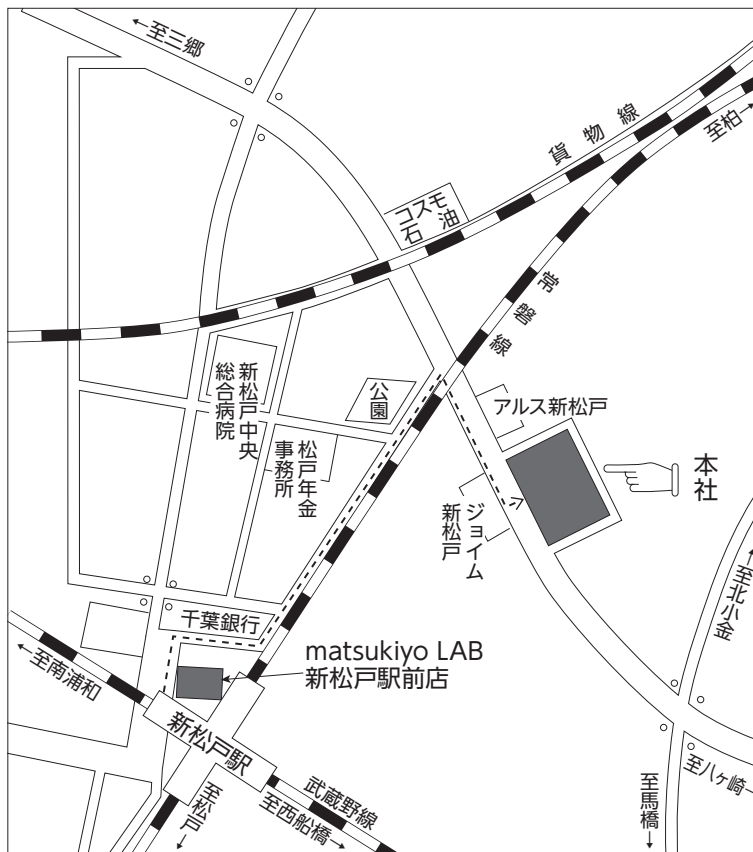 ←至三郷
貨物線
至柏→
コスモ
石油
常磐線
新松戸中央
総合病院
公園
アルス新松戸
松戸年金
事務所
本社
ジョイム
新松戸
←至北小金
千葉銀行
matsukiyo LAB
新松戸駅前店
←至南浦和
新松戸駅
至八ヶ崎→
武蔵野線
至西船橋→
至松戸→
至馬橋→